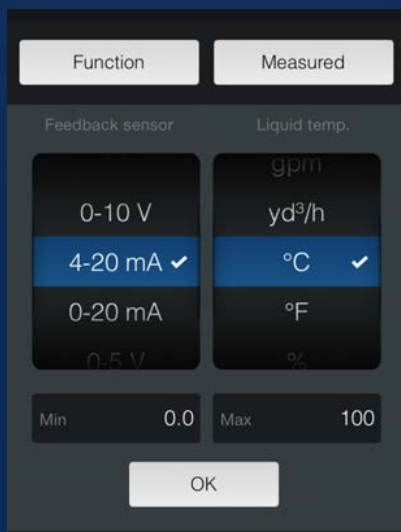 Function Measured
Feedback sensor Liquid temp.
gpm
0-10 V yd³/h
4-20 mA °C
0-20 mA °F
0-5 V %
Min 0.0 Max 100
OK